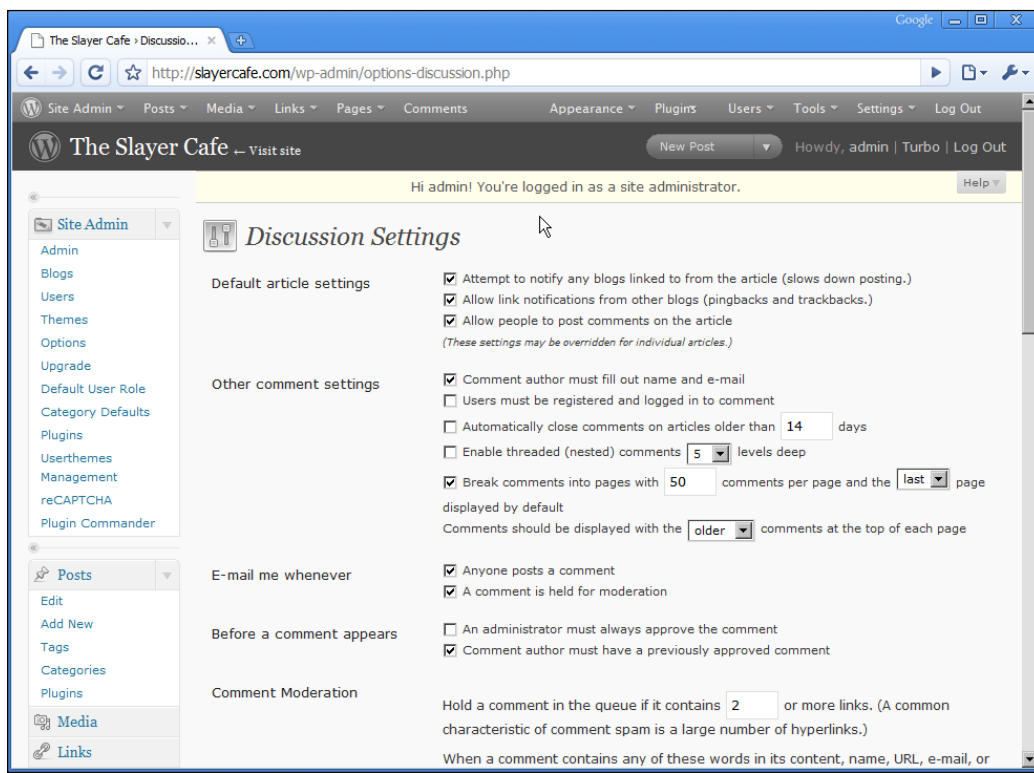 Google
The Slayer Cafe › Discussio...
http://slayercafe.com/wp-admin/options-discussion.php
Site Admin Posts Media Links Pages Comments Appearance Plugins Users Tools Settings Log Out
The Slayer Cafe ← Visit site New Post Howdy, admin | Turbo | Log Out
Hi admin! You're logged in as a site administrator. Help
Site Admin
Admin
Blogs
Users
Themes
Options
Upgrade
Default User Role
Category Defaults
Plugins
Userthemes
Management
reCAPTCHA
Plugin Commander
Posts
Edit
Add New
Tags
Categories
Plugins
Media
Links
Discussion Settings
Default article settings
Attempt to notify any blogs linked to from the article (slows down posting.)
Allow link notifications from other blogs (pingbacks and trackbacks.)
Allow people to post comments on the article
(These settings may be overridden for individual articles.)
Other comment settings
Comment author must fill out name and e-mail
Users must be registered and logged in to comment
Automatically close comments on articles older than 14 days
Enable threaded (nested) comments 5 levels deep
Break comments into pages with 50 comments per page and the last page
displayed by default
Comments should be displayed with the older comments at the top of each page
E-mail me whenever
Anyone posts a comment
A comment is held for moderation
Before a comment appears
An administrator must always approve the comment
Comment author must have a previously approved comment
Comment Moderation
Hold a comment in the queue if it contains 2 or more links. (A common
characteristic of comment spam is a large number of hyperlinks.)
When a comment contains any of these words in its content, name, URL, e-mail, or